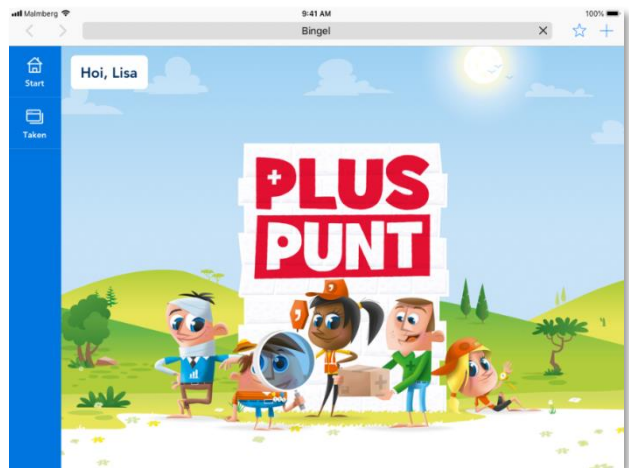 Malmberg 9:41 AM 100%
Bingel
Start
Hoi, Lisa
Taken
PLUS
PUNT